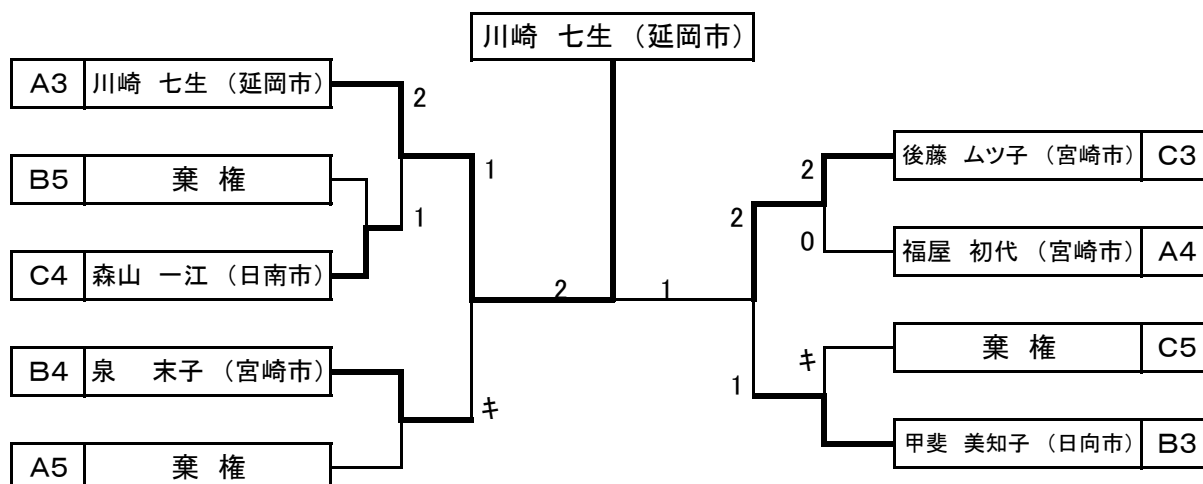 川崎 七生 (延岡市)
A3 川崎 七生 (延岡市)
2
B5 棄 権
1
C4 森山 一江 (日南市)
1
B4 泉 末子 (宮崎市)
キ
A5 棄 権
2
1
後藤 ムツ子 (宮崎市) C3
2
2
0
福屋 初代 (宮崎市) A4
棄 権 C5
キ
1
甲斐 美知子 (日向市) B3